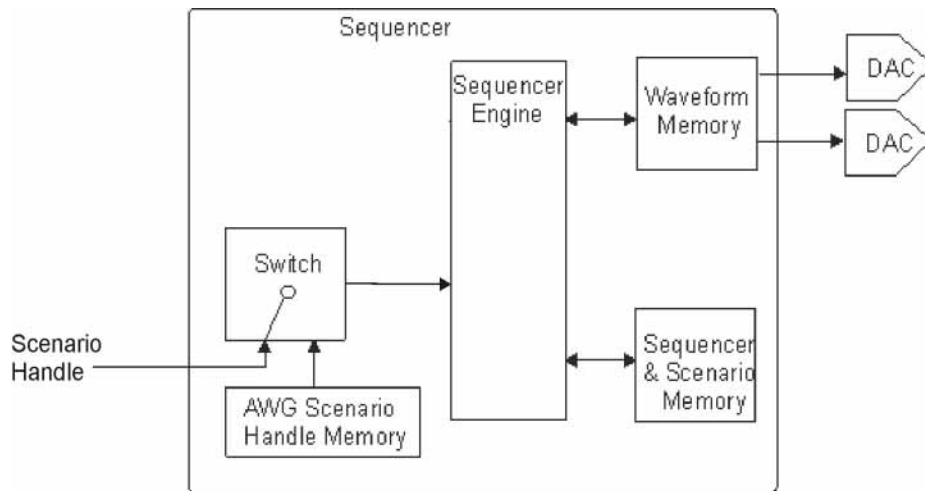 Sequencer
Sequencer
Engine
Waveform
Memory
DAC
DAC
Switch
Scenario
Handle
AWG Scenario
Handle Memory
Sequencer
& Scenario
Memory